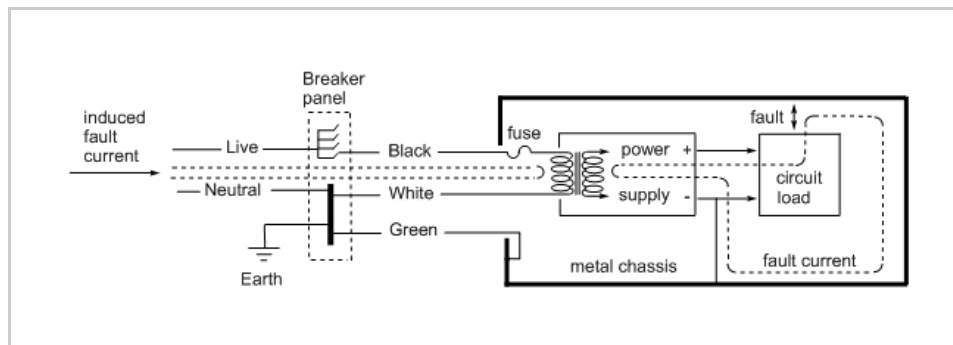 Breaker
panel
induced
fault
current
Live
Black
fuse
power
+
fault
circuit
load
Neutral
White
supply
-
Green
Earth
metal chassis
fault current